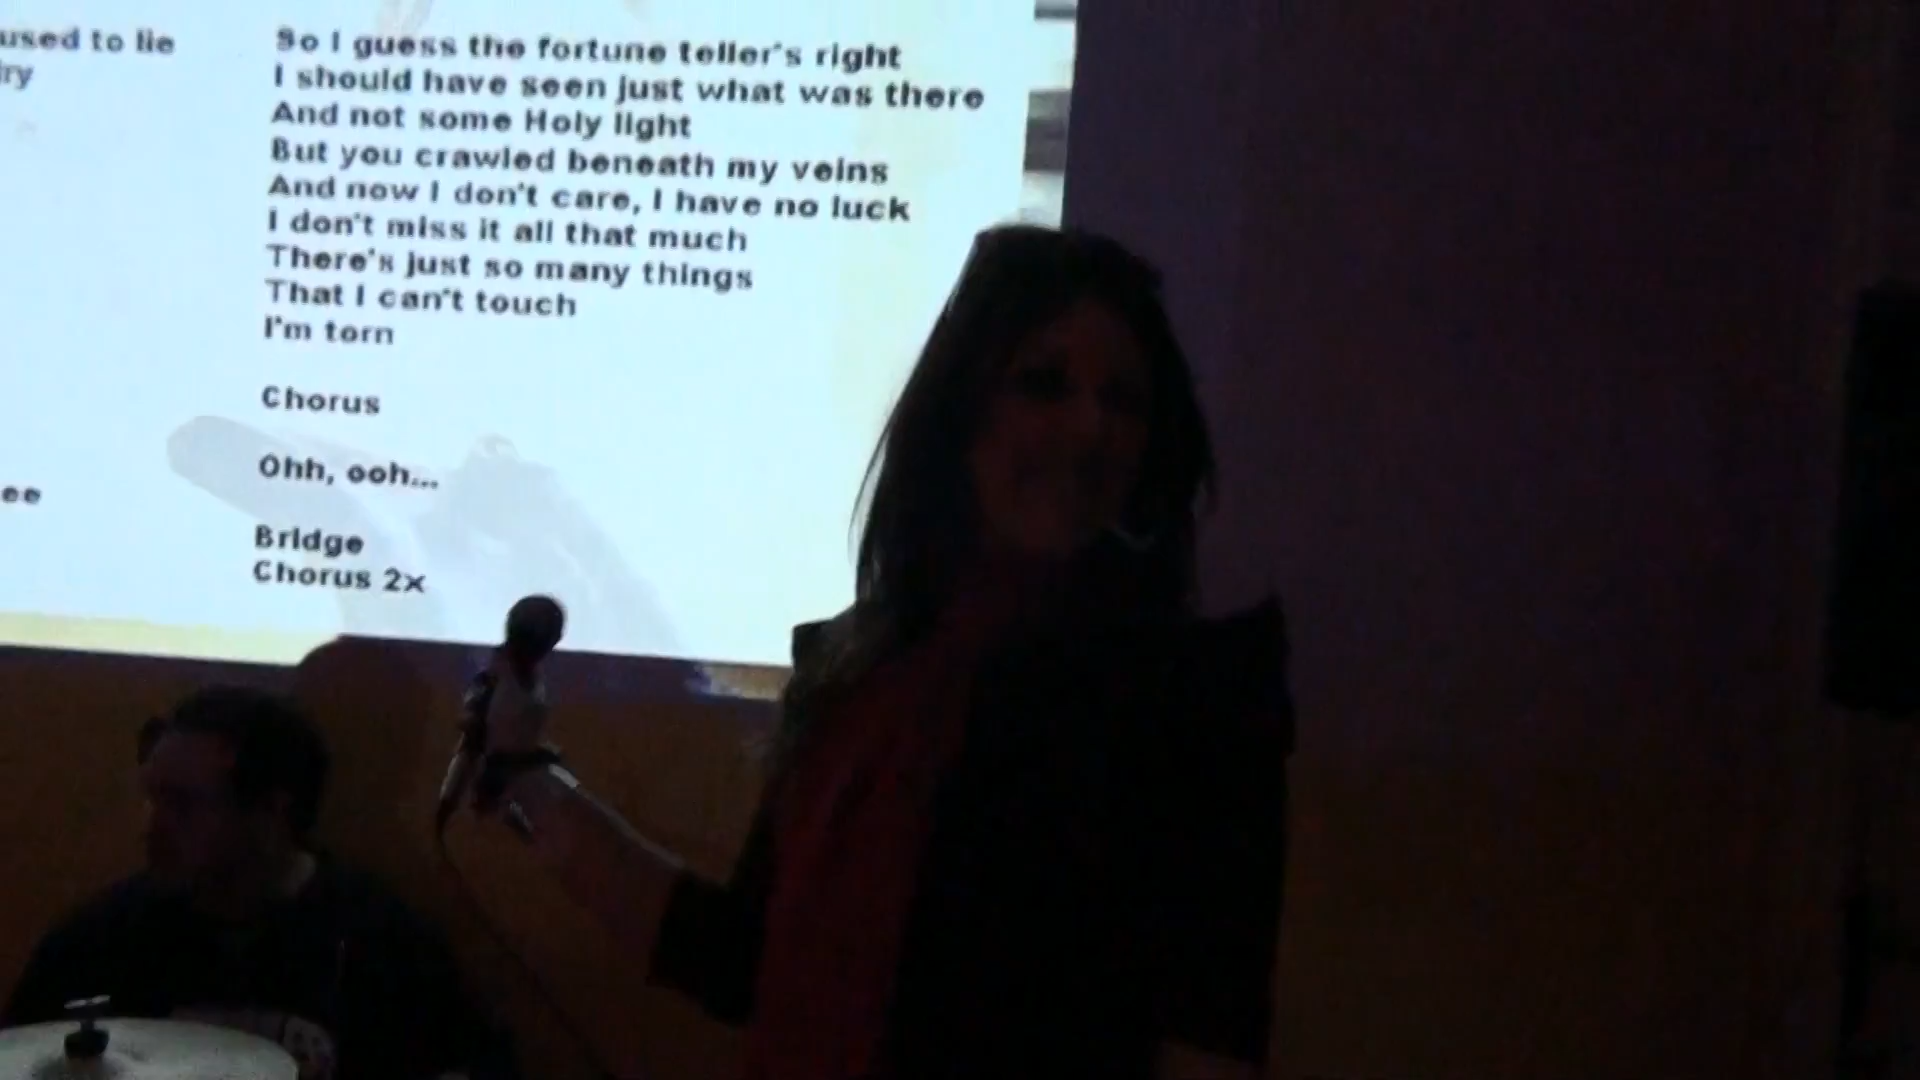 used to lie
So I guess the fortune teller's right
I should have seen just what was there
And not some Holy light
But you crawled beneath my veins
And now I don't care, I have no luck
I don't miss it all that much
There's just so many things
That I can't touch
I'm torn
Chorus
Ohh, ooh...
Bridge
Chorus 2x